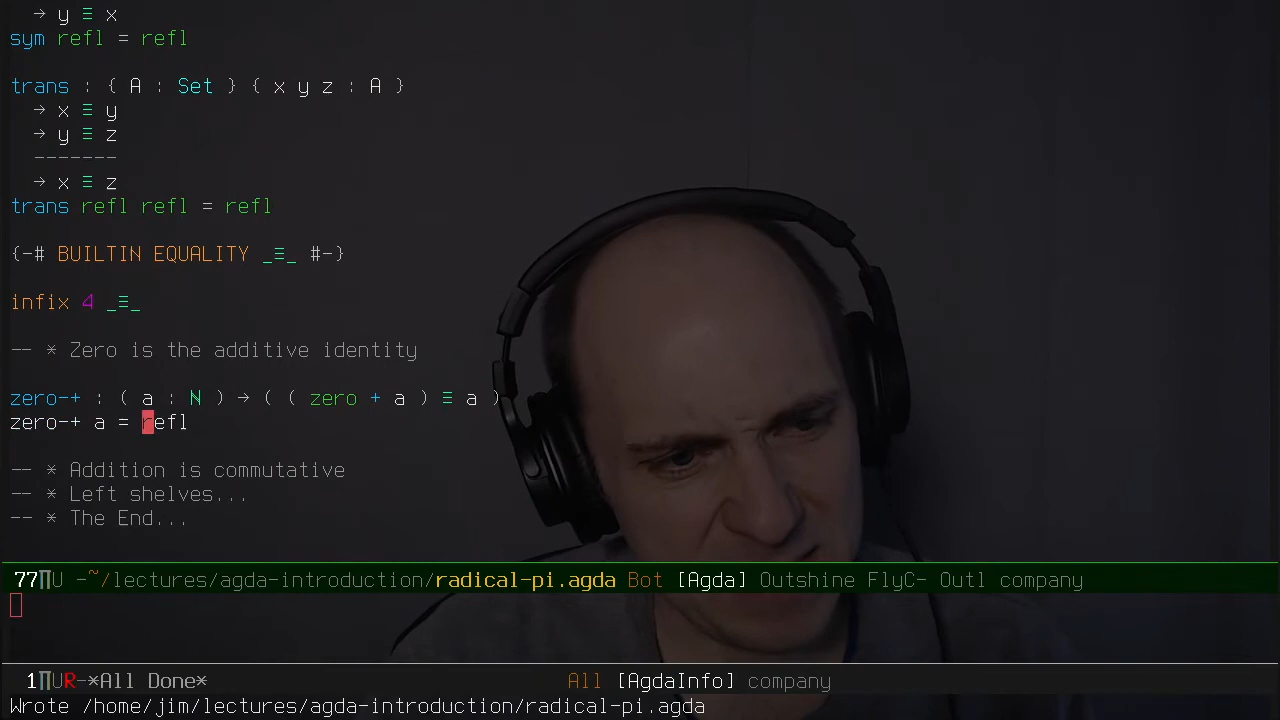 → y ≡ x
sym refl = refl
trans : { A : Set } { x y z : A }
→ x ≡ y
→ y ≡ z
-------
→ x ≡ z
trans refl refl = refl
{-# BUILTIN EQUALITY _≡_ #-}
infix 4 _≡_
-- * Zero is the additive identity
zero-+ : ( a : ℕ ) → ( ( zero + a ) ≡ a )
zero-+ a = refl
-- * Addition is commutative
-- * Left shelves...
-- * The End...
77∏U -~/lectures/agda-introduction/radical-pi.agda Bot [Agda] Outshine FlyC- Outl company
1∏UR-*All Done* All [AgdaInfo] company
Wrote /home/jim/lectures/agda-introduction/radical-pi.agda